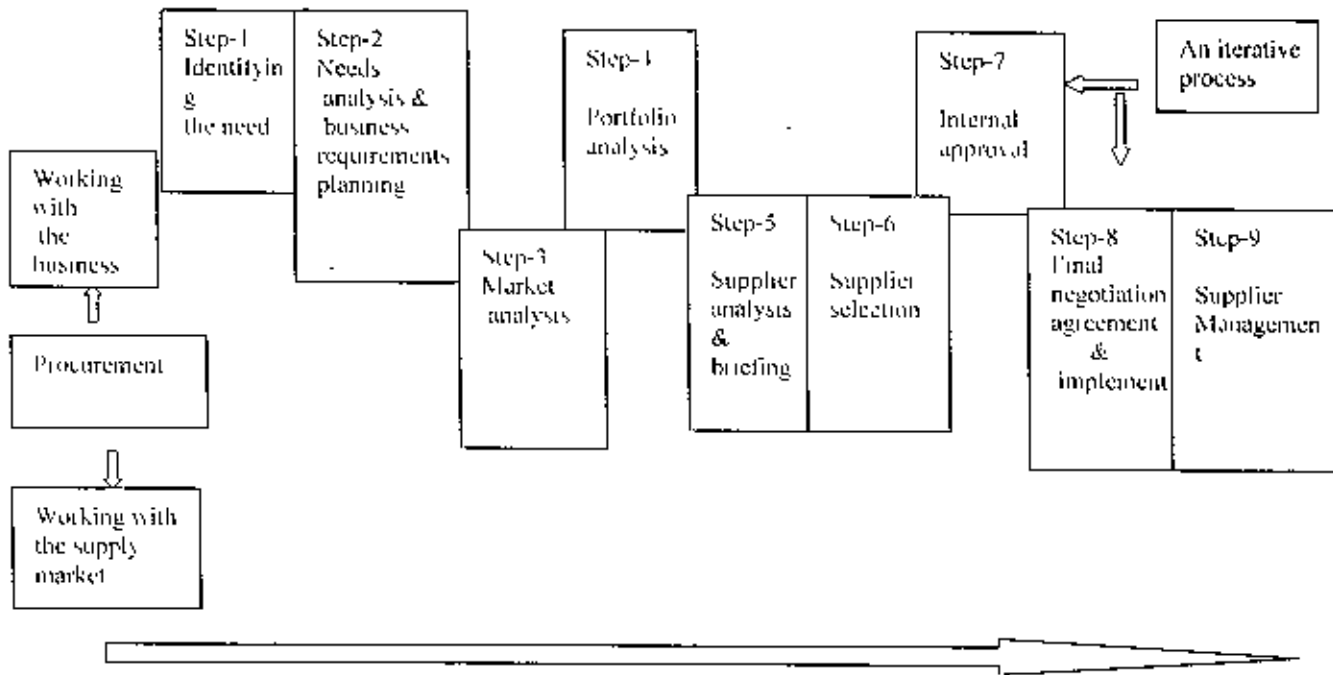 Step-1
Identifyin
g
the need
Step-2
Needs
analysis &
business
requirements
planning
Step-3
Market
analysis
Step-4
Portfolio
analysis
Step-5
Supplier
analysis
&
briefing
Step-6
Supplier
selection
Step-7
Internal
approval
An iterative
process
Step-8
Final
negotiation
agreement
&
implement
Step-9
Supplier
Managemen
t
Working
with
the
business
Procurement
Working with
the supply
market